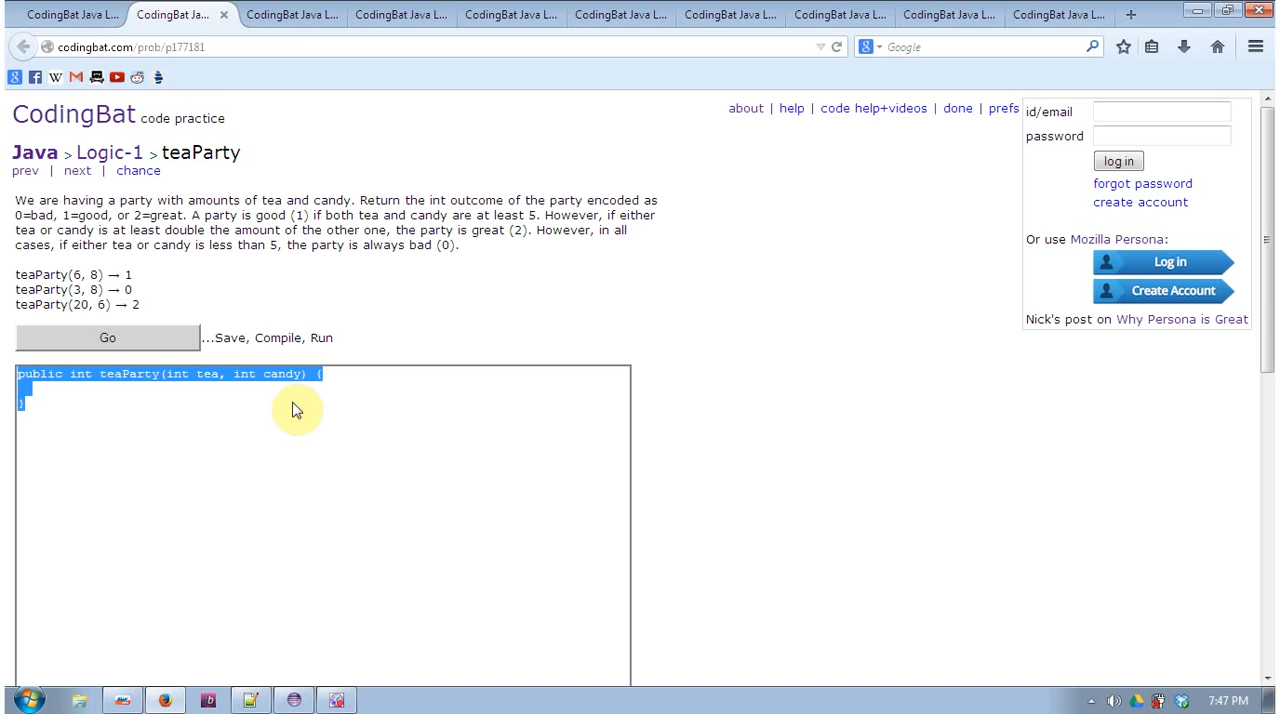 CodingBat Java L...
CodingBat Ja...
CodingBat Java L...
CodingBat Java L...
CodingBat Java L...
CodingBat Java L...
CodingBat Java L...
CodingBat Java L...
CodingBat Java L...
CodingBat Java L...
codingbat.com/prob/p177181
Google
CodingBat code practice
about | help | code help+videos | done | prefs
id/email
password
log in
forgot password
create account
Or use Mozilla Persona:
Log in
Create Account
Nick's post on Why Persona is Great
Java > Logic-1 > teaParty
prev | next | chance
We are having a party with amounts of tea and candy. Return the int outcome of the party encoded as
0=bad, 1=good, or 2=great. A party is good (1) if both tea and candy are at least 5. However, if either
tea or candy is at least double the amount of the other one, the party is great (2). However, in all
cases, if either tea or candy is less than 5, the party is always bad (0).
teaParty(6, 8) → 1
teaParty(3, 8) → 0
teaParty(20, 6) → 2
Go ...Save, Compile, Run
public int teaParty(int tea, int candy) {
}
7:47 PM